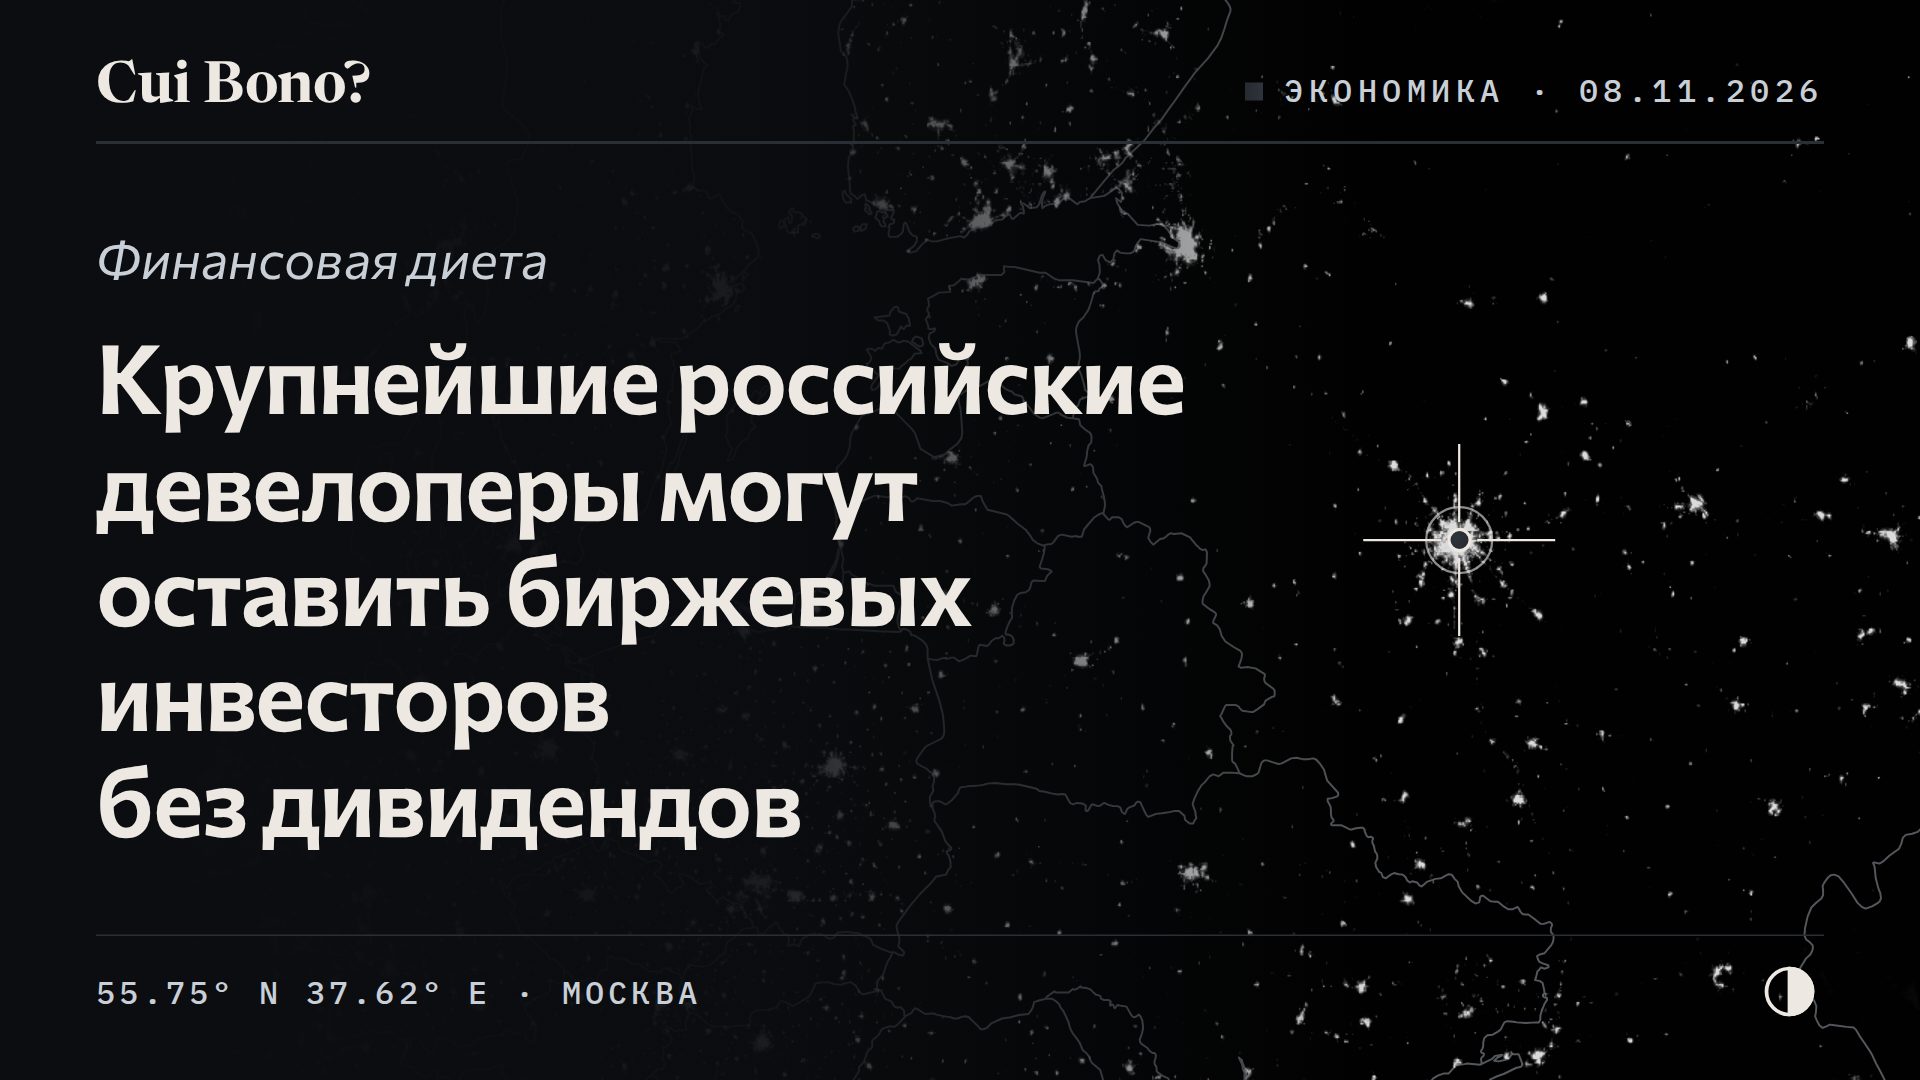 Cui Bono?
ЭКОНОМИКА · 08.11.2026
Финансовая диета
Крупнейшие российские
девелоперы могут
оставить биржевых
инвесторов
без дивидендов
55.75° N 37.62° E · МОСКВА